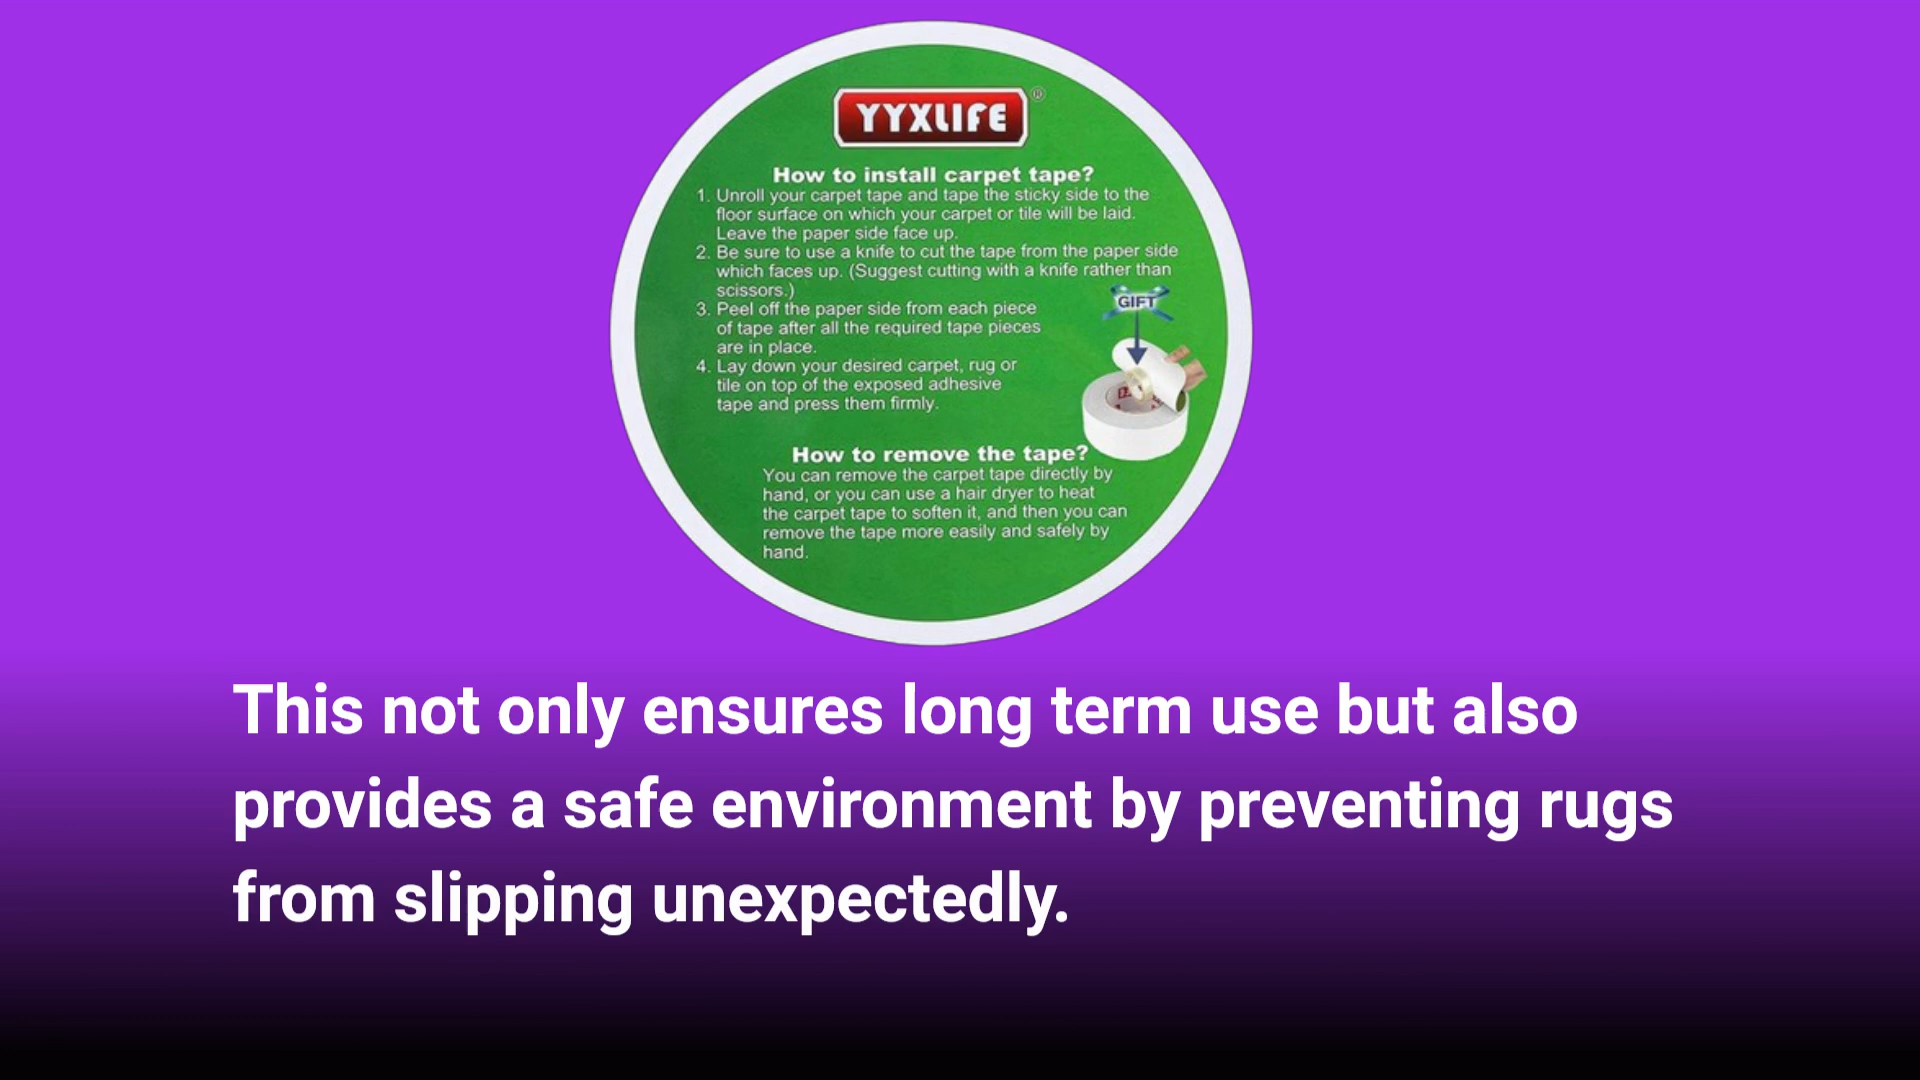 YYXLIFE®
How to install carpet tape?
1. Unroll your carpet tape and tape the sticky side to the
floor surface on which your carpet or tile will be laid.
Leave the paper side face up.
2. Be sure to use a knife to cut the tape from the paper side
which faces up. (Suggest cutting with a knife rather than
scissors.)
3. Peel off the paper side from each piece
of tape after all the required tape pieces
are in place.
4. Lay down your desired carpet, rug or
tile on top of the exposed adhesive
tape and press them firmly.
GIFT
How to remove the tape?
You can remove the carpet tape directly by
hand, or you can use a hair dryer to heat
the carpet tape to soften it, and then you can
remove the tape more easily and safely by
hand.
This not only ensures long term use but also
provides a safe environment by preventing rugs
from slipping unexpectedly.